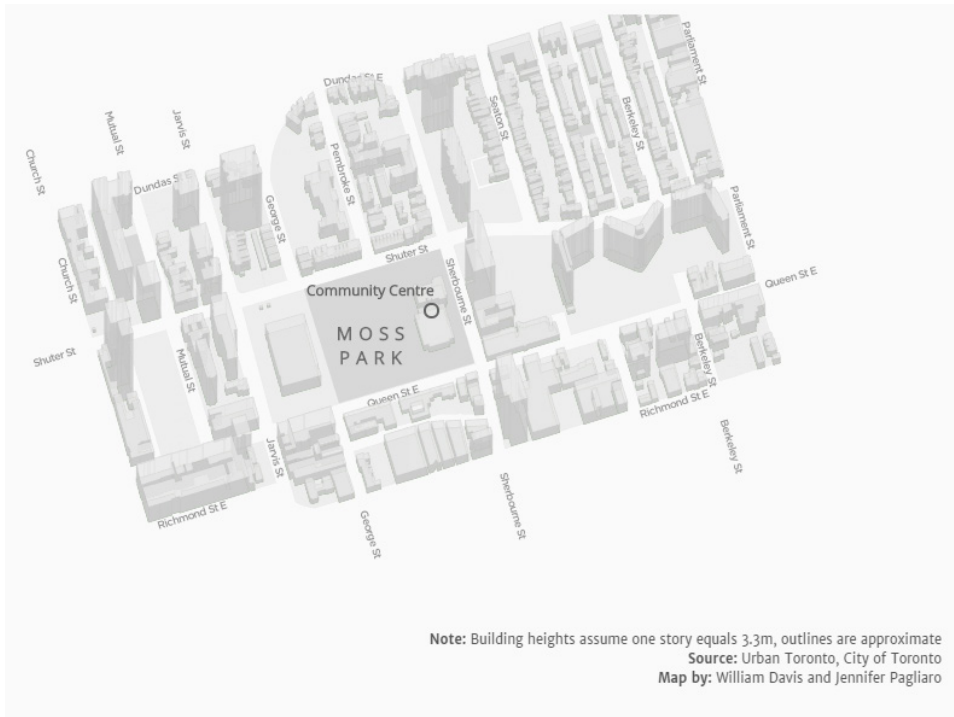 Dundas St E
Parliament St
Seaton St
Berkeley St
Mutual St
Jarvis St
Church St
Pembroke St
Dundas S
George St
Parliament St
Shuter St
Sherbourne St
Church St
Queen St E
Community Centre
MOSS
PARK
Shuter St
Mutual St
Berkeley St
Queen St E
Richmond St E
Jarvis St
Berkeley St
Sherbourne St
Richmond St E
George St
Note: Building heights assume one story equals 3.3m, outlines are approximate
Source: Urban Toronto, City of Toronto
Map by: William Davis and Jennifer Pagliaro